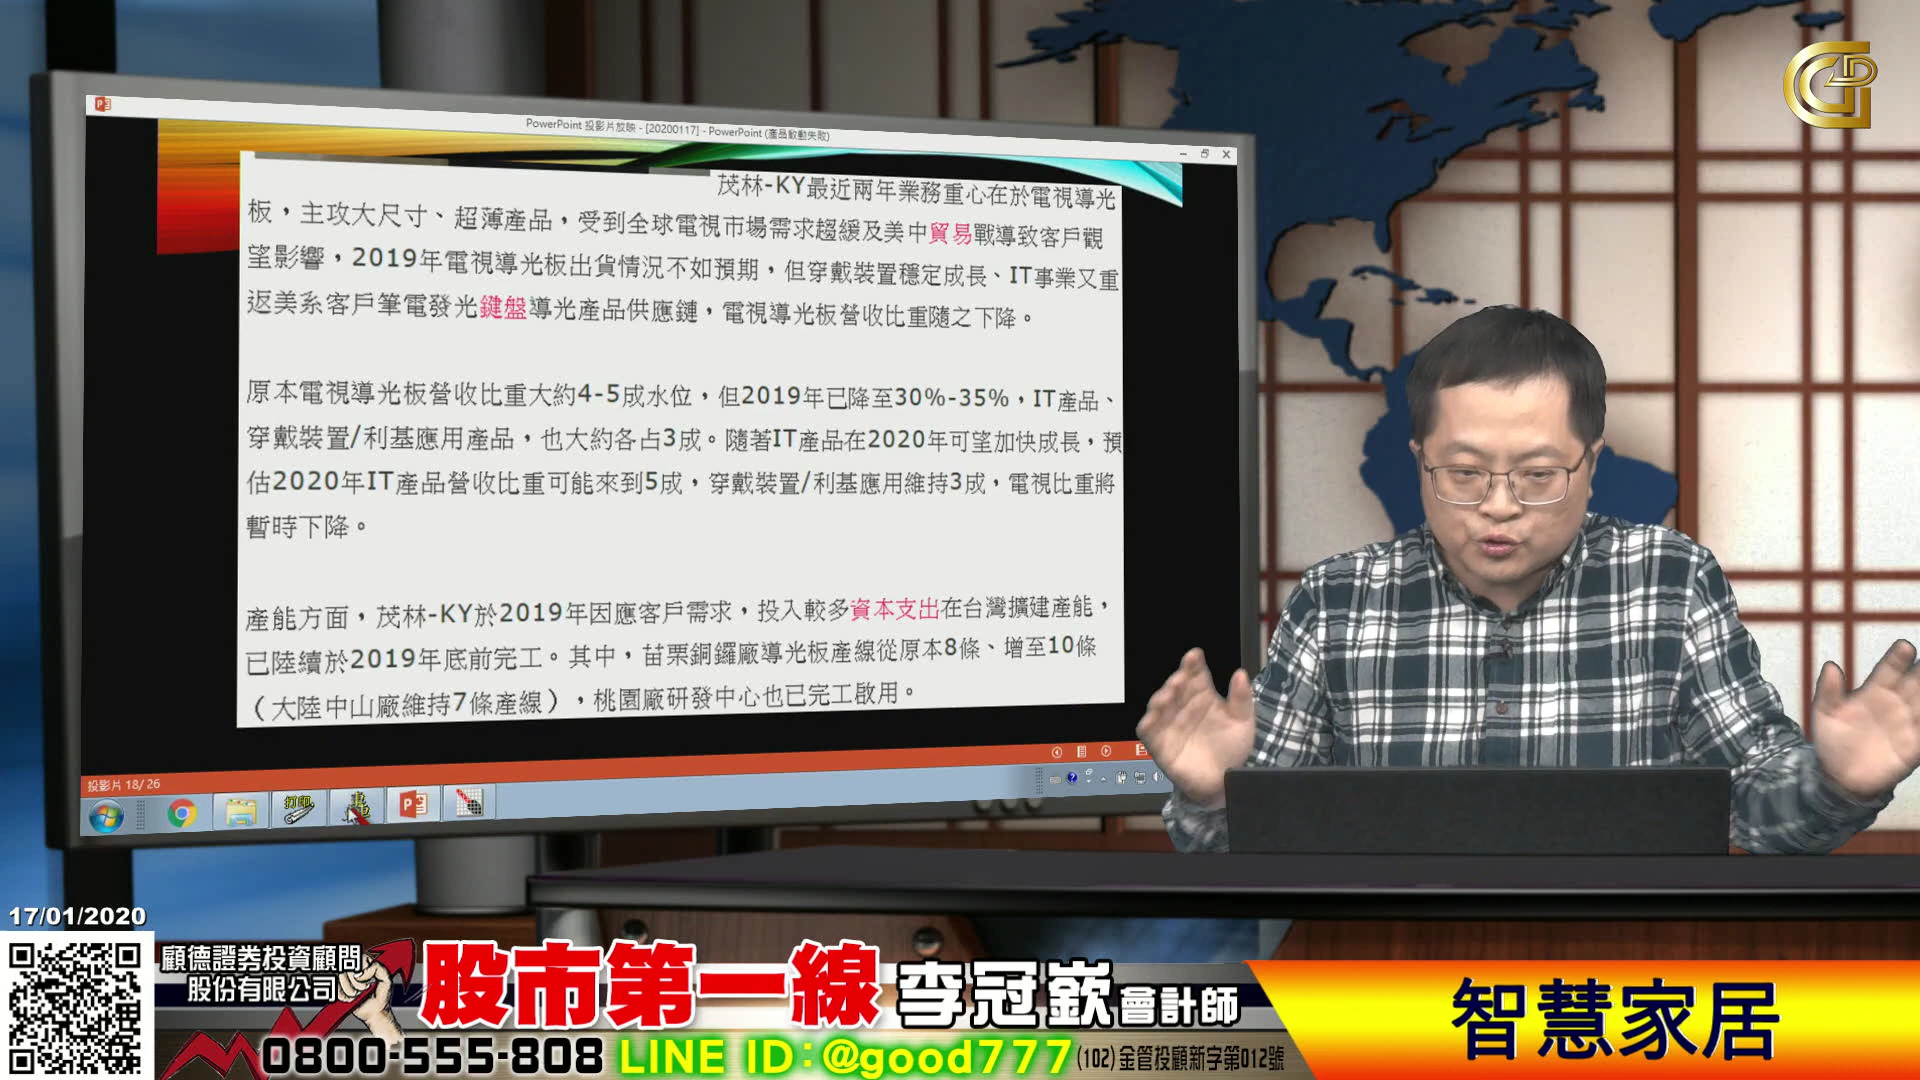 PowerPoint 投影片放映 - [20200117] - PowerPoint (產品啟動失敗)
茂林-KY最近兩年業務重心在於電視導光
板，主攻大尺寸、超薄產品，受到全球電視市場需求趨緩及美中貿易戰導致客戶觀
望影響，2019年電視導光板出貨情況不如預期，但穿戴裝置穩定成長、IT事業又重
返美系客戶筆電發光鍵盤導光產品供應鏈，電視導光板營收比重隨之下降。
原本電視導光板營收比重大約4-5成水位，但2019年已降至30%-35%，IT產品、
穿戴裝置/利基應用產品，也大約各占3成。隨著IT產品在2020年可望加快成長，預
估2020年IT產品營收比重可能來到5成，穿戴裝置/利基應用維持3成，電視比重將
暫時下降。
產能方面，茂林-KY於2019年因應客戶需求，投入較多資本支出在台灣擴建產能，
已陸續於2019年底前完工。其中，苗栗銅鑼廠導光板產線從原本8條、增至10條
（大陸中山廠維持7條產線），桃園廠研發中心也已完工啟用。
投影片 18/26
打印
17/01/2020
顧德證券投資顧問
股份有限公司
股市第一線 李冠嶔 會計師
0800-555-808 LINE ID:@good777 (102)金管投顧新字第012號
智慧家居